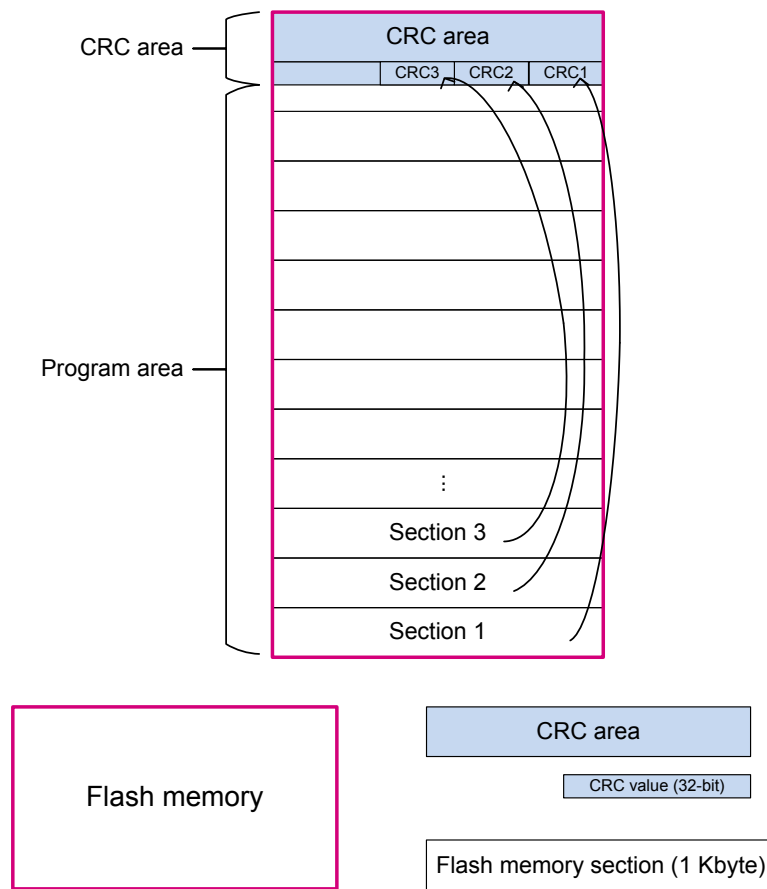 CRC area
CRC area
CRC3
CRC2
CRC1
Program area
⋮
Section 3
Section 2
Section 1
Flash memory
CRC area
CRC value (32-bit)
Flash memory section (1 Kbyte)